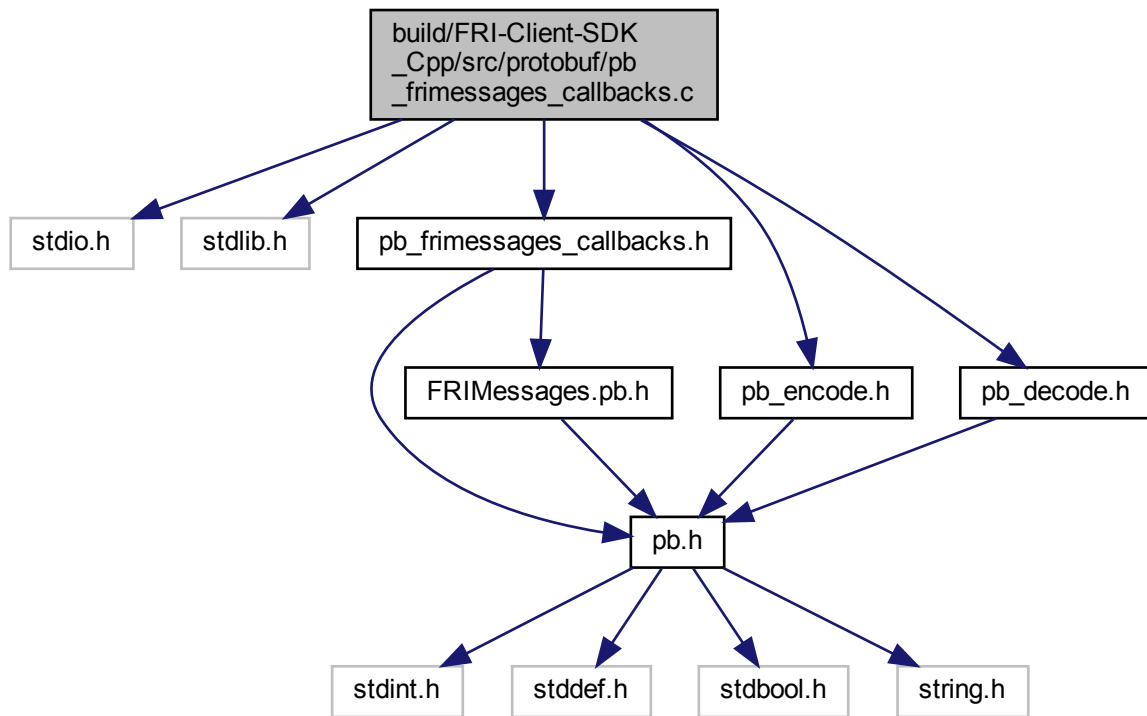 build/FRI-Client-SDK
_Cpp/src/protobuf/pb
_frimessages_callbacks.c
stdio.h
stdlib.h
pb_frimessages_callbacks.h
FRIMessages.pb.h
pb_encode.h
pb_decode.h
pb.h
stdint.h
stddef.h
stdbool.h
string.h